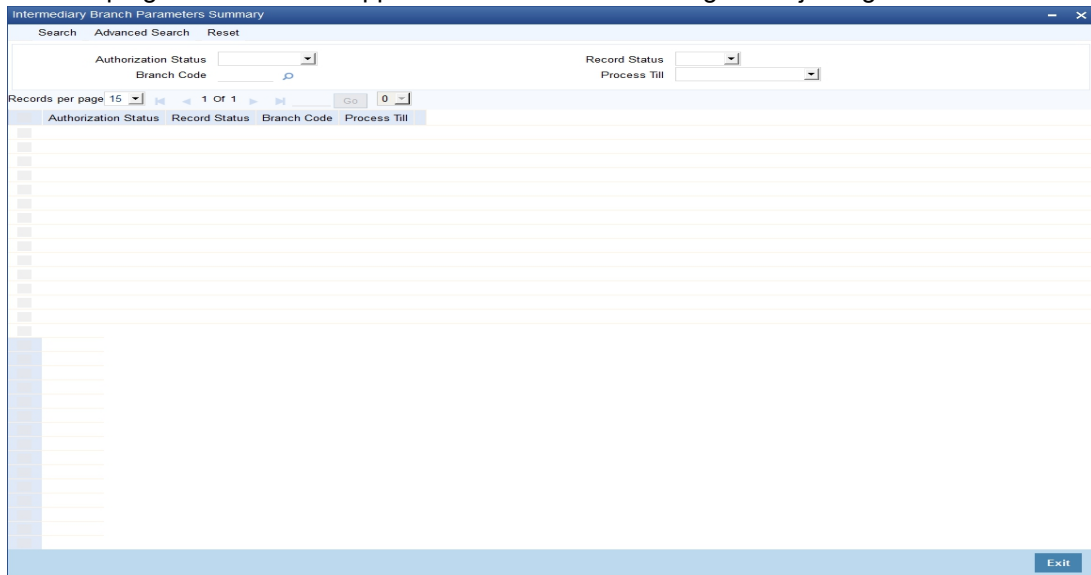 Intermediary Branch Parameters Summary
Search Advanced Search Reset
Authorization Status Record Status
Branch Code Process Till
Records per page 15 1 Of 1 Go 0
Authorization Status Record Status Branch Code Process Till
Exit